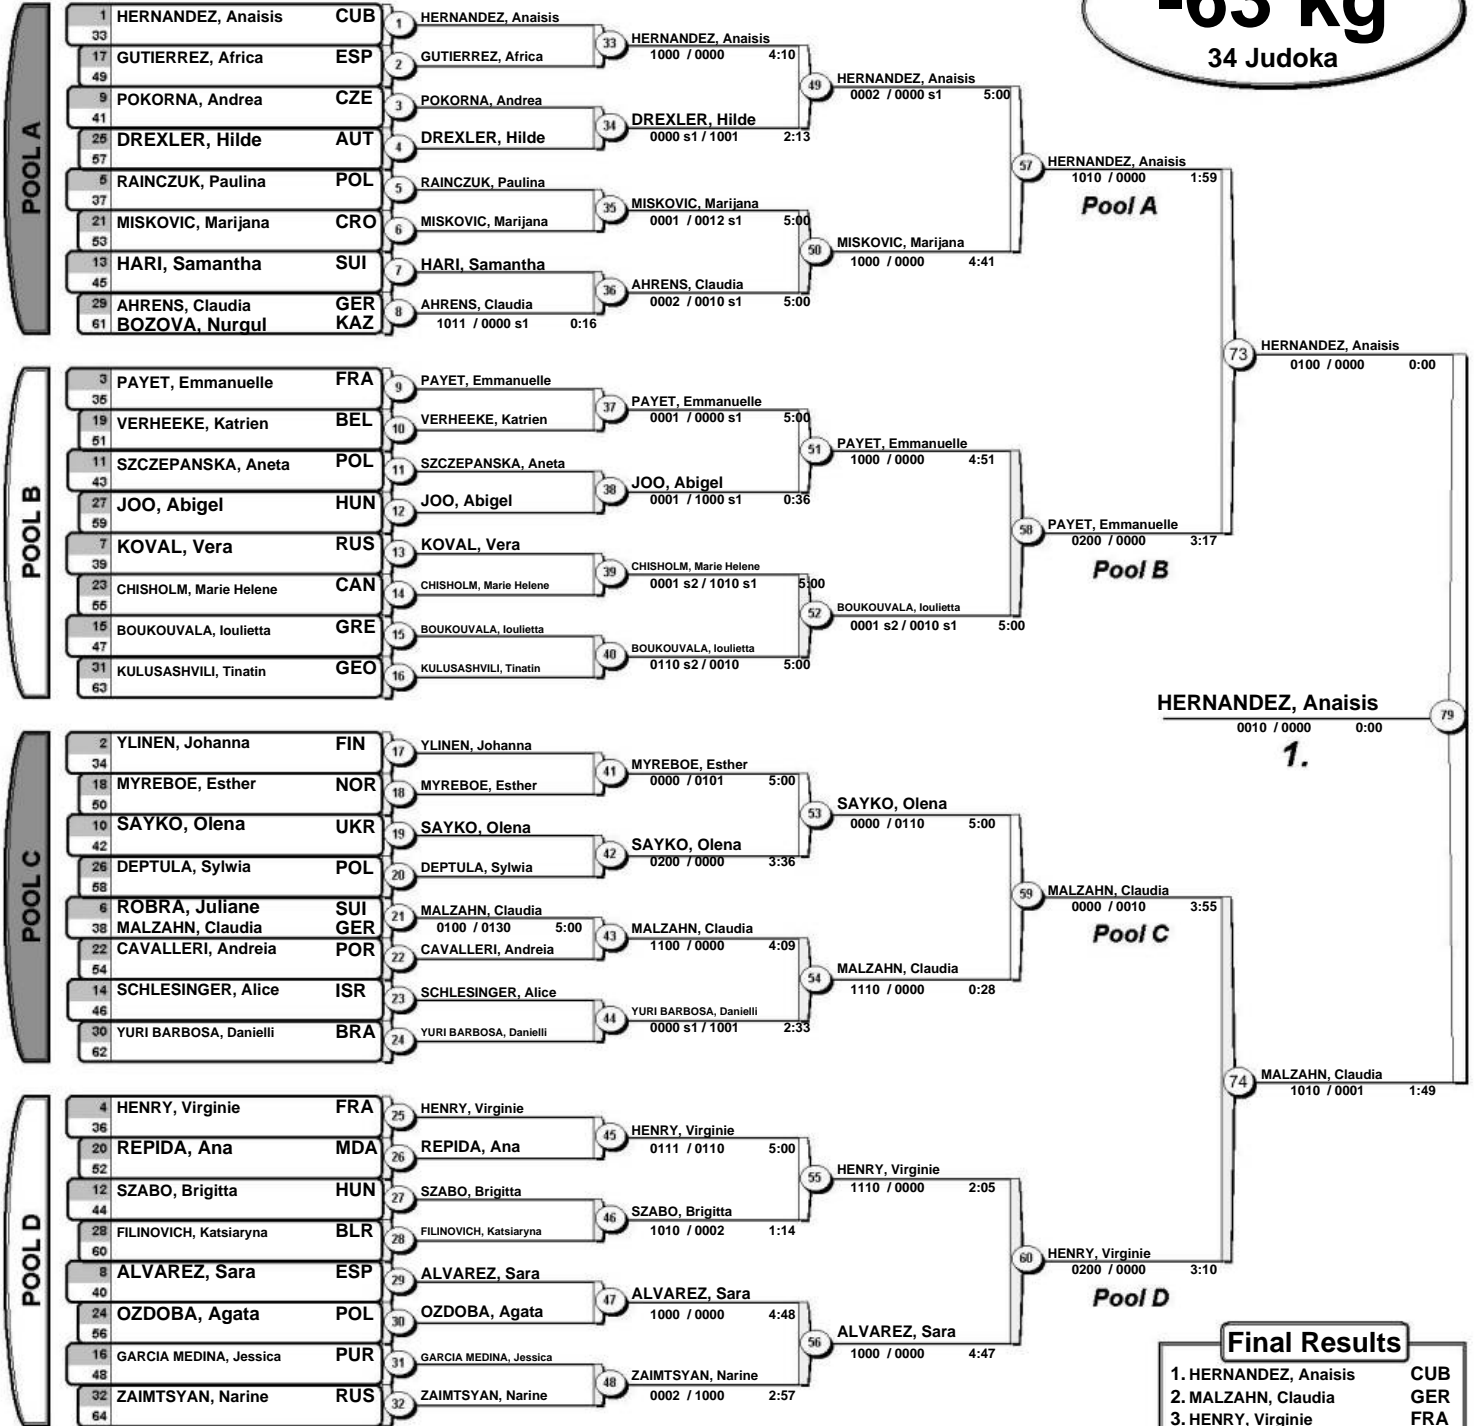 -63 kg
34 Judoka
POOL A
1 HERNANDEZ, Anaisis CUB
33
17 GUTIERREZ, Africa ESP
49
9 POKORNA, Andrea CZE
41
25 DREXLER, Hilde AUT
57
5 RAINCZUK, Paulina POL
37
21 MISKOVIC, Marijana CRO
53
13 HARI, Samantha SUI
45
29 AHRENS, Claudia GER
61 BOZOVA, Nurgul KAZ
1 HERNANDEZ, Anaisis
2 GUTIERREZ, Africa
3 POKORNA, Andrea
4 DREXLER, Hilde
5 RAINCZUK, Paulina
6 MISKOVIC, Marijana
7 HARI, Samantha
8 AHRENS, Claudia
1011 / 0000 s1 0:16
33 HERNANDEZ, Anaisis
1000 / 0000 4:10
34 DREXLER, Hilde
0000 s1 / 1001 2:13
35 MISKOVIC, Marijana
0001 / 0012 s1 5:00
36 AHRENS, Claudia
0002 / 0010 s1 5:00
49 HERNANDEZ, Anaisis
0002 / 0000 s1 5:00
50 MISKOVIC, Marijana
1000 / 0000 4:41
57 HERNANDEZ, Anaisis
1010 / 0000 1:59
Pool A
POOL B
3 PAYET, Emmanuelle FRA
35
19 VERHEEKE, Katrien BEL
51
11 SZCZEPANSKA, Aneta POL
43
27 JOO, Abigel HUN
59
7 KOVAL, Vera RUS
39
23 CHISHOLM, Marie Helene CAN
55
15 BOUKOUVALA, Ioulietta GRE
47
31 KULUSASHVILI, Tinatin GEO
63
9 PAYET, Emmanuelle
10 VERHEEKE, Katrien
11 SZCZEPANSKA, Aneta
12 JOO, Abigel
13 KOVAL, Vera
14 CHISHOLM, Marie Helene
15 BOUKOUVALA, Ioulietta
16 KULUSASHVILI, Tinatin
37 PAYET, Emmanuelle
0001 / 0000 s1 5:00
38 JOO, Abigel
0001 / 1000 s1 0:36
39 CHISHOLM, Marie Helene
0001 s2 / 1010 s1 5:00
40 BOUKOUVALA, Ioulietta
0110 s2 / 0010 5:00
51 PAYET, Emmanuelle
1000 / 0000 4:51
52 BOUKOUVALA, Ioulietta
0001 s2 / 0010 s1 5:00
58 PAYET, Emmanuelle
0200 / 0000 3:17
Pool B
73 HERNANDEZ, Anaisis
0100 / 0000 0:00
HERNANDEZ, Anaisis 79
0010 / 0000 0:00
1.
POOL C
2 YLINEN, Johanna FIN
34
18 MYREBOE, Esther NOR
50
10 SAYKO, Olena UKR
42
26 DEPTULA, Sylwia POL
58
6 ROBRA, Juliane SUI
38 MALZAHN, Claudia GER
22 CAVALLERI, Andreia POR
54
14 SCHLESINGER, Alice ISR
46
30 YURI BARBOSA, Danielli BRA
62
17 YLINEN, Johanna
18 MYREBOE, Esther
19 SAYKO, Olena
20 DEPTULA, Sylwia
21 MALZAHN, Claudia
0100 / 0130 5:00
22 CAVALLERI, Andreia
23 SCHLESINGER, Alice
24 YURI BARBOSA, Danielli
41 MYREBOE, Esther
0000 / 0101 5:00
42 SAYKO, Olena
0200 / 0000 3:36
43 MALZAHN, Claudia
1100 / 0000 4:09
44 YURI BARBOSA, Danielli
0000 s1 / 1001 2:33
53 SAYKO, Olena
0000 / 0110 5:00
54 MALZAHN, Claudia
1110 / 0000 0:28
59 MALZAHN, Claudia
0000 / 0010 3:55
Pool C
POOL D
4 HENRY, Virginie FRA
36
20 REPIDA, Ana MDA
52
12 SZABO, Brigitta HUN
44
28 FILINOVICH, Katsiaryna BLR
60
8 ALVAREZ, Sara ESP
40
24 OZDOBA, Agata POL
56
16 GARCIA MEDINA, Jessica PUR
48
32 ZAIMTSYAN, Narine RUS
64
25 HENRY, Virginie
26 REPIDA, Ana
27 SZABO, Brigitta
28 FILINOVICH, Katsiaryna
29 ALVAREZ, Sara
30 OZDOBA, Agata
31 GARCIA MEDINA, Jessica
32 ZAIMTSYAN, Narine
45 HENRY, Virginie
0111 / 0110 5:00
46 SZABO, Brigitta
1010 / 0002 1:14
47 ALVAREZ, Sara
1000 / 0000 4:48
48 ZAIMTSYAN, Narine
0002 / 1000 2:57
55 HENRY, Virginie
1110 / 0000 2:05
56 ALVAREZ, Sara
1000 / 0000 4:47
60 HENRY, Virginie
0200 / 0000 3:10
Pool D
74 MALZAHN, Claudia
1010 / 0001 1:49
Final Results
1. HERNANDEZ, Anaisis CUB
2. MALZAHN, Claudia GER
3. HENRY, Virginie FRA